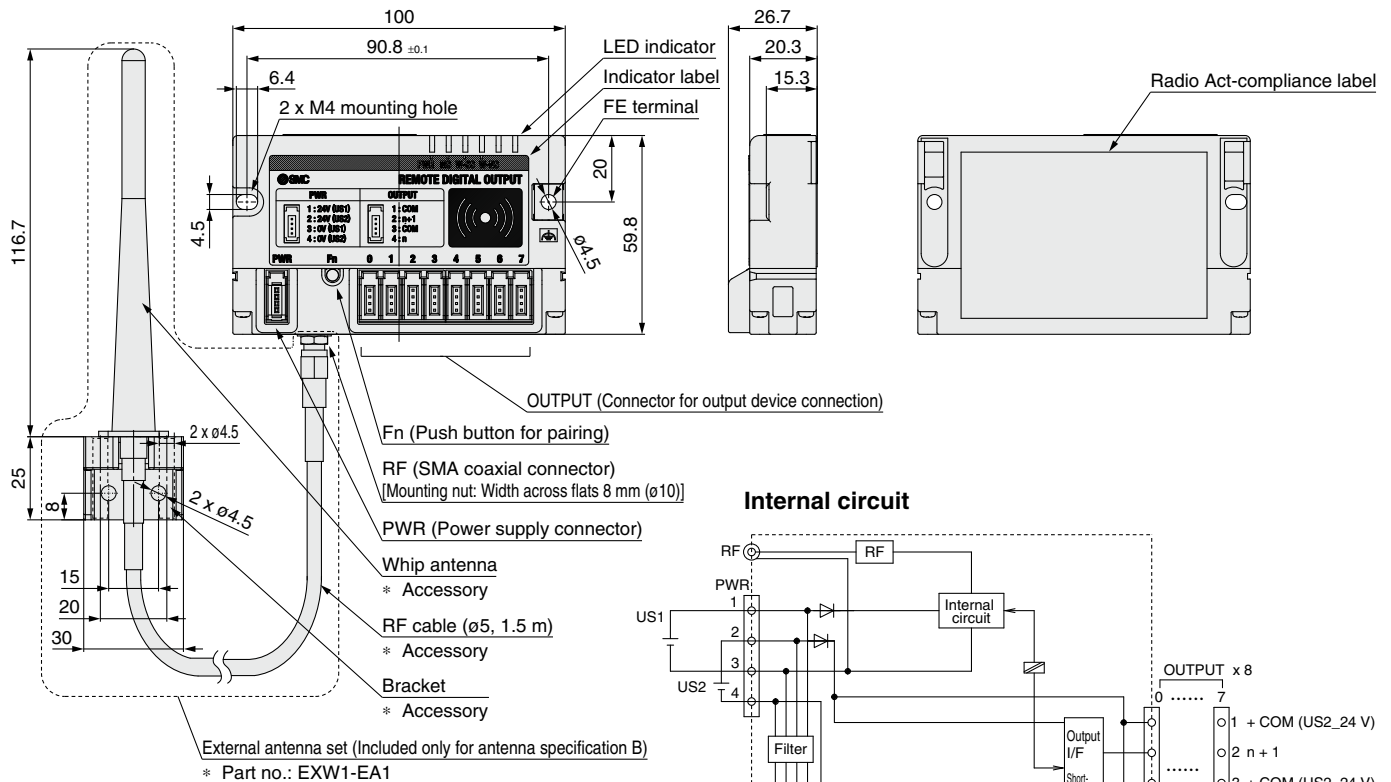 100
26.7
90.8 ±0.1
LED indicator
20.3
Indicator label
6.4
15.3
Radio Act-compliance label
2 x M4 mounting hole
FE terminal
20
SMC
REMOTE DIGITAL OUTPUT
PWR
OUTPUT
1 : 24V (US1)
2 : 24V (US2)
3 : 0V (US1)
4 : 0V (US2)
1 : COM
2 : n+1
3 : COM
4 : n
4.5
116.7
ø4.5
59.8
PWR
Fn
0 1 2 3 4 5 6 7
OUTPUT (Connector for output device connection)
Fn (Push button for pairing)
2 x ø4.5
RF (SMA coaxial connector)
[Mounting nut: Width across flats 8 mm (ø10)]
25
8
2 x ø4.5
PWR (Power supply connector)
Whip antenna
* Accessory
15
20
RF cable (ø5, 1.5 m)
* Accessory
30
Bracket
* Accessory
External antenna set (Included only for antenna specification B)
* Part no.: EXW1-EA1
Internal circuit
RF
RF
PWR
1
US1
Internal
circuit
2
3
US2
4
OUTPUT x 8
0 ...... 7
Filter
Output
I/F
Short-
......
1 + COM (US2_24 V)
2 n + 1
3 + COM (US2_24 V)